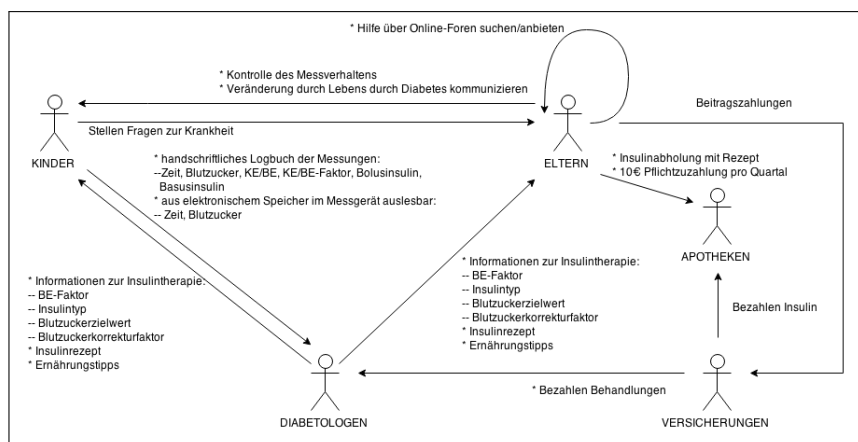 * Hilfe über Online-Foren suchen/anbieten
* Kontrolle des Messverhaltens
* Veränderung durch Lebens durch Diabetes kommunizieren
Beitragszahlungen
Stellen Fragen zur Krankheit
KINDER
ELTERN
* handschriftliches Logbuch der Messungen:
--Zeit, Blutzucker, KE/BE, KE/BE-Faktor, Bolusinsulin,
Basusinsulin
* aus elektronischem Speicher im Messgerät auslesbar:
-- Zeit, Blutzucker
* Insulinabholung mit Rezept
* 10€ Pflichtzuzahlung pro Quartal
APOTHEKEN
* Informationen zur Insulintherapie:
-- BE-Faktor
-- Insulintyp
-- Blutzuckerzielwert
-- Blutzuckerkorrekturfaktor
* Insulinrezept
* Ernährungstipps
* Informationen zur Insulintherapie:
-- BE-Faktor
-- Insulintyp
-- Blutzuckerzielwert
-- Blutzuckerkorrekturfaktor
* Insulinrezept
* Ernährungstipps
Bezahlen Insulin
* Bezahlen Behandlungen
DIABETOLOGEN
VERSICHERUNGEN